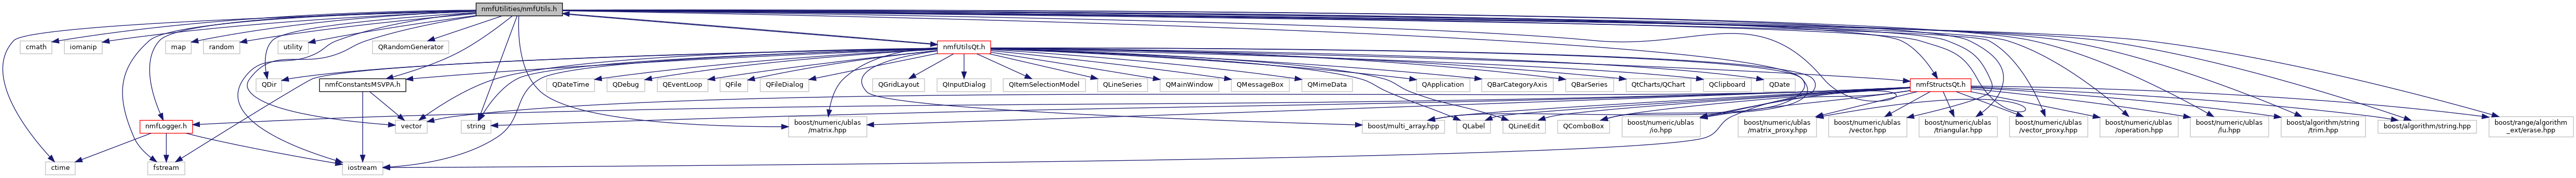 nmfUtilities/nmfUtils.h
cmath
iomanip
map
random
utility
QRandomGenerator
nmfUtilsQt.h
QDir
nmfConstantsMSVPA.h
QDateTime
QDebug
QEventLoop
QFile
QFileDialog
QGridLayout
QInputDialog
QItemSelectionModel
QLineSeries
QMainWindow
QMessageBox
QMimeData
QApplication
QBarCategoryAxis
QBarSeries
QtCharts/QChart
QClipboard
QDate
nmfStructsQt.h
nmfLogger.h
vector
string
boost/numeric/ublas
/matrix.hpp
boost/multi_array.hpp
QLabel
QLineEdit
QComboBox
boost/numeric/ublas
/io.hpp
boost/numeric/ublas
/matrix_proxy.hpp
boost/numeric/ublas
/vector.hpp
boost/numeric/ublas
/triangular.hpp
boost/numeric/ublas
/vector_proxy.hpp
boost/numeric/ublas
/operation.hpp
boost/numeric/ublas
/lu.hpp
boost/algorithm/string
/trim.hpp
boost/algorithm/string.hpp
boost/range/algorithm
_ext/erase.hpp
ctime
fstream
iostream